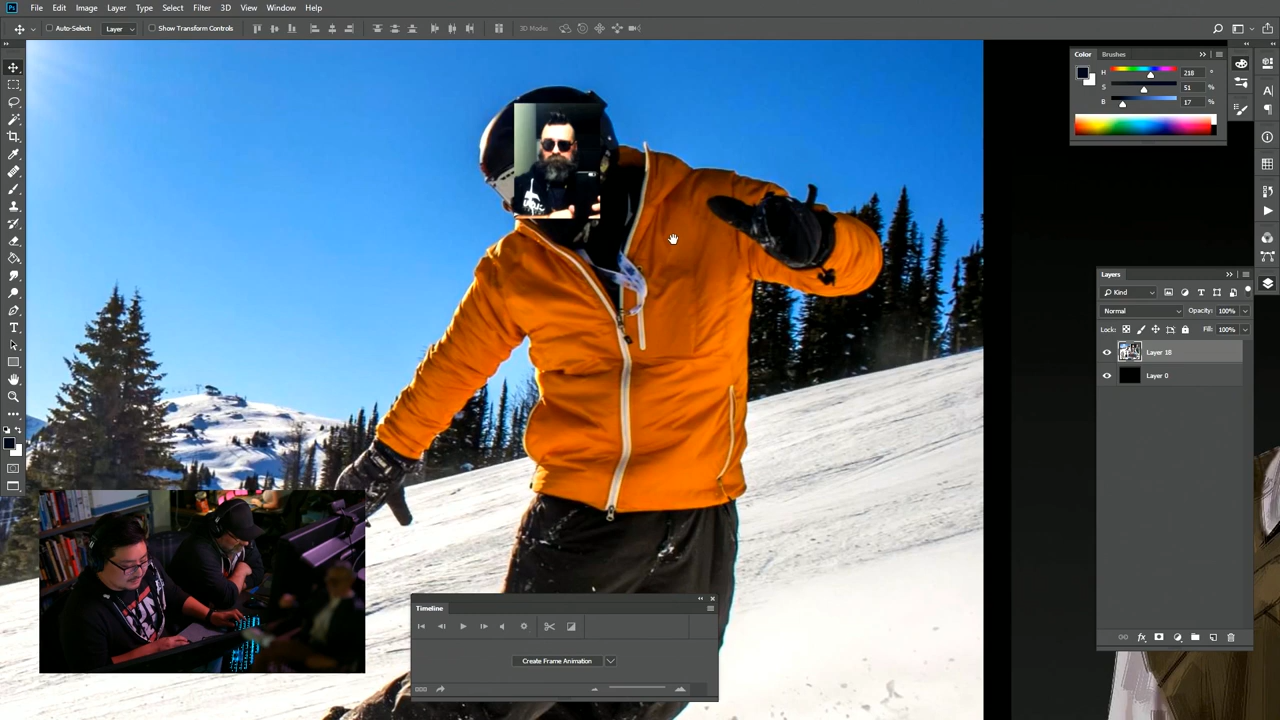 Ps File Edit Image Layer Type Select Filter 3D View Window Help
Auto-Select: Layer Show Transform Controls 3D Mode:
Color Brushes
H 218 °
S 51 %
B 17 %
Layers
Kind
Normal Opacity: 100%
Lock: Fill: 100%
Layer 18
Layer 0
Timeline
Create Frame Animation